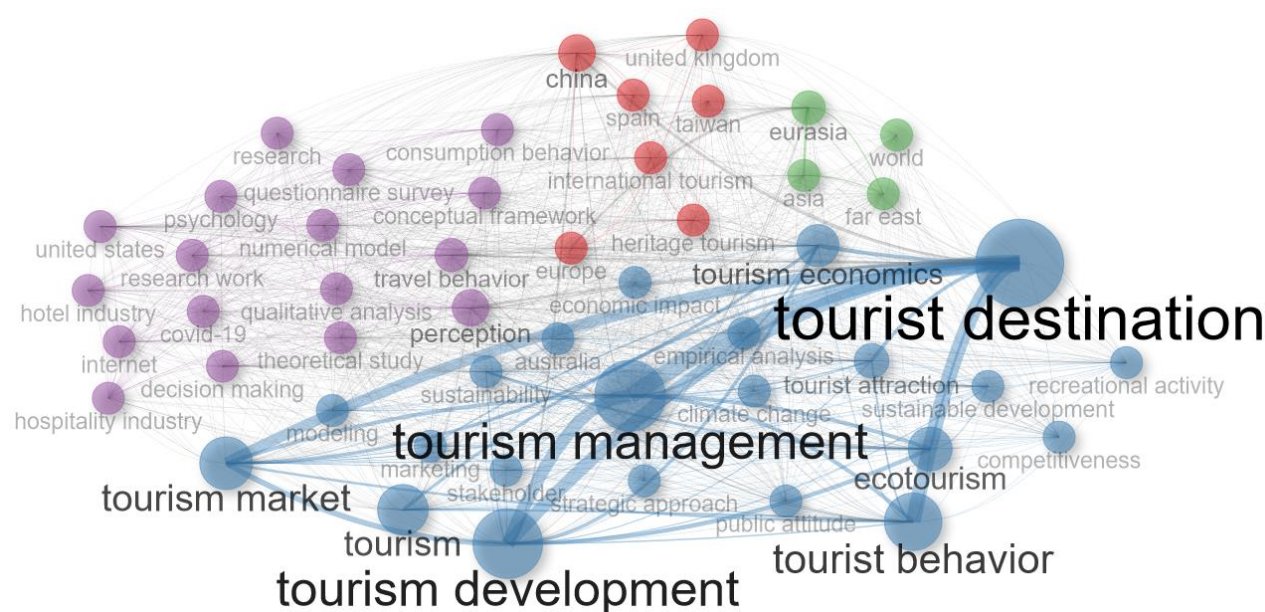 united kingdom
china
spain
taiwan
eurasia
research
consumption behavior
world
international tourism
questionnaire survey
asia
psychology
conceptual framework
far east
united states
numerical model
heritage tourism
research work
travel behavior
europe
tourism economics
hotel industry
qualitative analysis
economic impact
covid-19
perception
tourist destination
internet
theoretical study
australia
empirical analysis
decision making
sustainability
tourist attraction
recreational activity
hospitality industry
climate change
sustainable development
modeling
tourism management
marketing
competitiveness
tourism market
stakeholder
strategic approach
ecotourism
public attitude
tourism
tourist behavior
tourism development